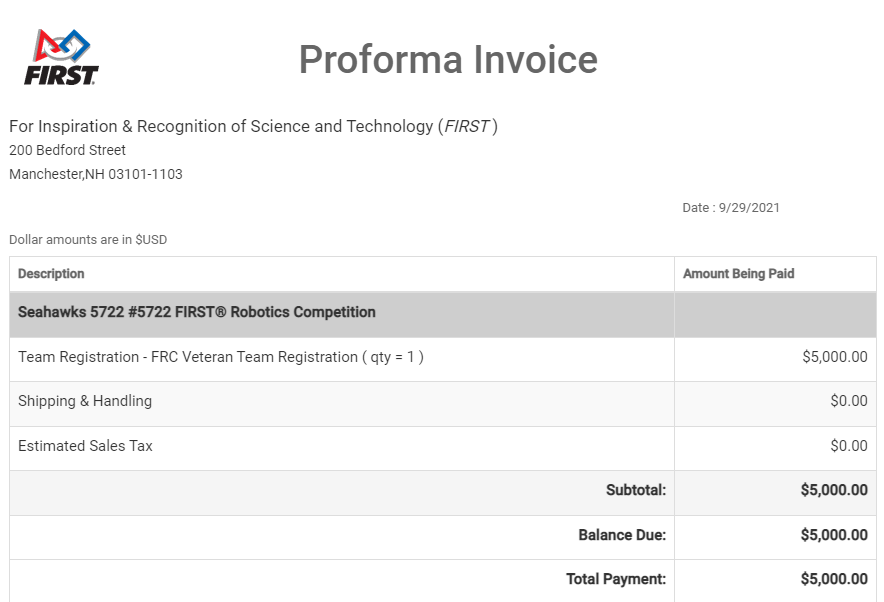 FIRST
Proforma Invoice
For Inspiration & Recognition of Science and Technology (FIRST )
200 Bedford Street
Manchester,NH 03101-1103
Date : 9/29/2021
Dollar amounts are in $USD
Description Amount Being Paid
Seahawks 5722 #5722 FIRST® Robotics Competition
Team Registration - FRC Veteran Team Registration ( qty = 1 ) $5,000.00
Shipping & Handling $0.00
Estimated Sales Tax $0.00
Subtotal: $5,000.00
Balance Due: $5,000.00
Total Payment: $5,000.00